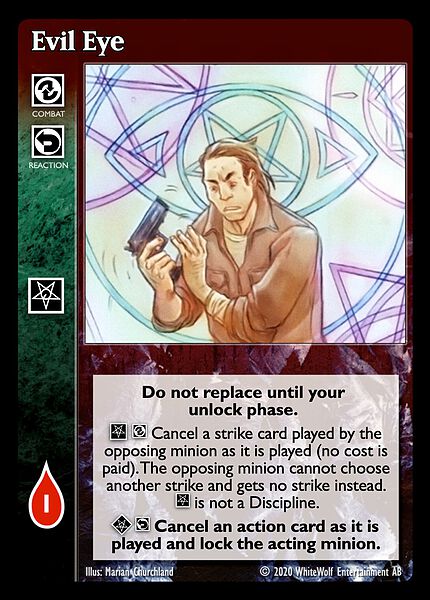 Evil Eye
COMBAT
REACTION
Do not replace until your
unlock phase.
Cancel a strike card played by the
opposing minion as it is played (no cost is
paid).The opposing minion cannot choose
another strike and gets no strike instead.
is not a Discipline.
Cancel an action card as it is
played and lock the acting minion.
1
Illus: Marian Churchland © 2020 WhiteWolf Entertainment AB